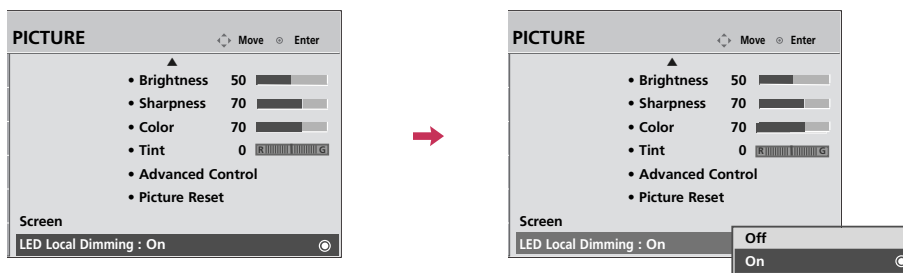 PICTURE Move Enter
• Brightness 50
• Sharpness 70
• Color 70
• Tint 0 R G
• Advanced Control
• Picture Reset
Screen
LED Local Dimming : On
PICTURE Move Enter
• Brightness 50
• Sharpness 70
• Color 70
• Tint 0 R G
• Advanced Control
• Picture Reset
Screen
LED Local Dimming : On
Off
On